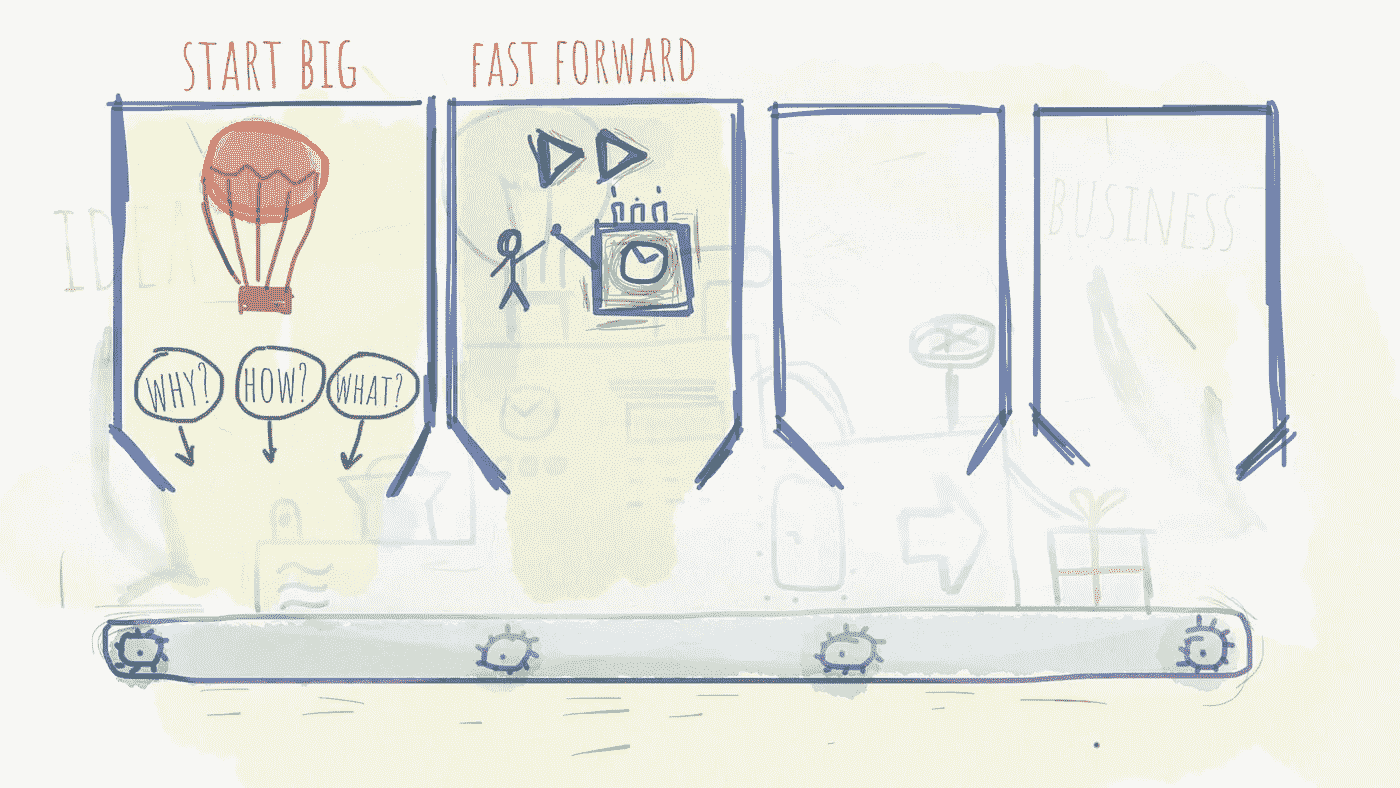 START BIG
FAST FORWARD
IDEA
BUSINESS
WHY? HOW? WHAT?